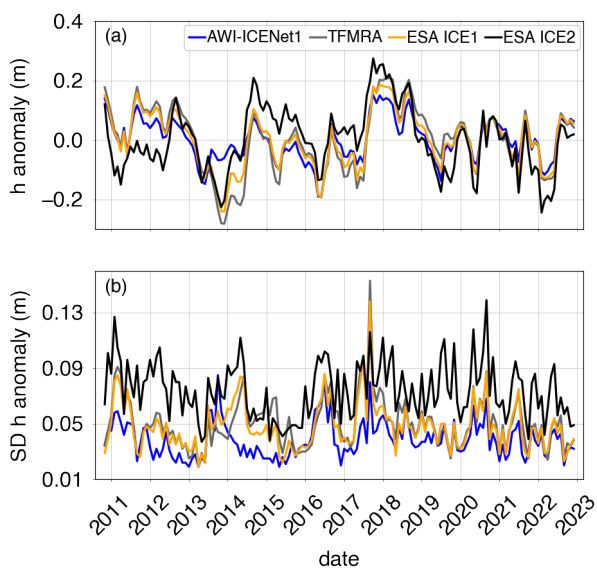 (a)
AWI-ICENet1 TFMRA ESA ICE1 ESA ICE2
0.4
0.2
0.0
−0.2
h anomaly (m)
(b)
0.13
0.09
0.05
0.01
SD h anomaly (m)
2011 2012 2013 2014 2015 2016 2017 2018 2019 2020 2021 2022 2023
date